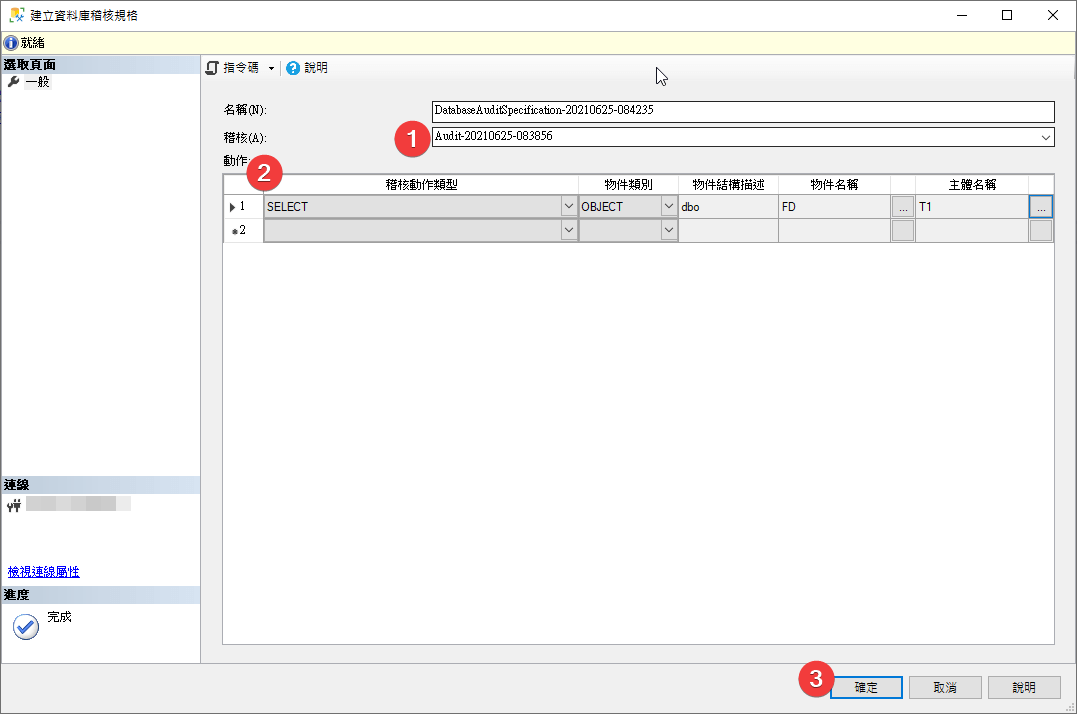 建立資料庫稽核規格
就緒
選取頁面
一般
指令碼 說明
名稱(N): DatabaseAuditSpecification-20210625-084235
1
稽核(A): Audit-20210625-083856
動作:
2
稽核動作類型 物件類別 物件結構描述 物件名稱 主體名稱
1 SELECT OBJECT dbo FD ... T1 ...
*2
連線
檢視連線屬性
進度
完成
3
確定 取消 說明